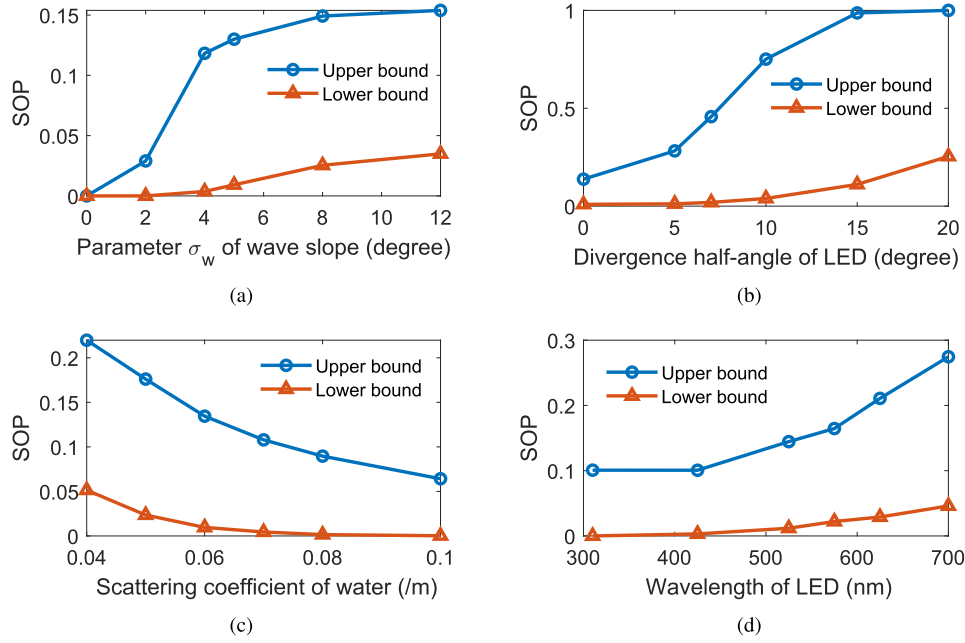 0.15
0.1
0.05
0
SOP
Upper bound
Lower bound
0 2 4 6 8 10 12
Parameter σw of wave slope (degree)
(a)
1
0.5
0
SOP
Upper bound
Lower bound
0 5 10 15 20
Divergence half-angle of LED (degree)
(b)
0.2
0.15
0.1
0.05
0
SOP
Upper bound
Lower bound
0.04 0.06 0.08 0.1
Scattering coefficient of water (/m)
(c)
0.3
0.2
0.1
0
SOP
Upper bound
Lower bound
300 400 500 600 700
Wavelength of LED (nm)
(d)